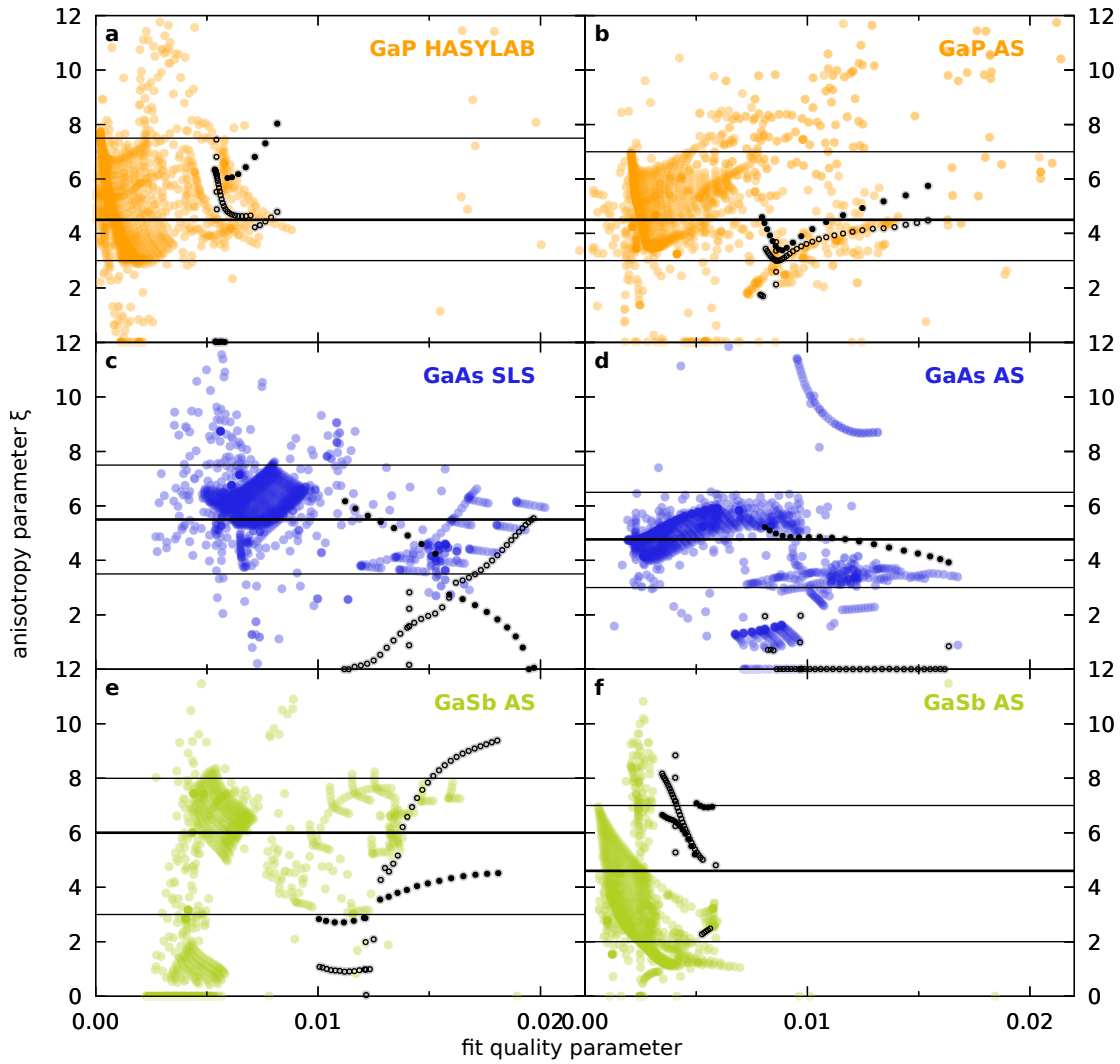 12 a GaP HASYLAB b GaP AS 12
10 10
8 8
6 6
4 4
2 2
12 c GaAs SLS d GaAs AS 12
10 10
8 8
6 6
4 4
2 2
12 e GaSb AS f GaSb AS 12
10 10
8 8
6 6
4 4
2 2
0 0
anisotropy parameter ξ
0.00 0.01 0.020.00 0.01 0.02
fit quality parameter